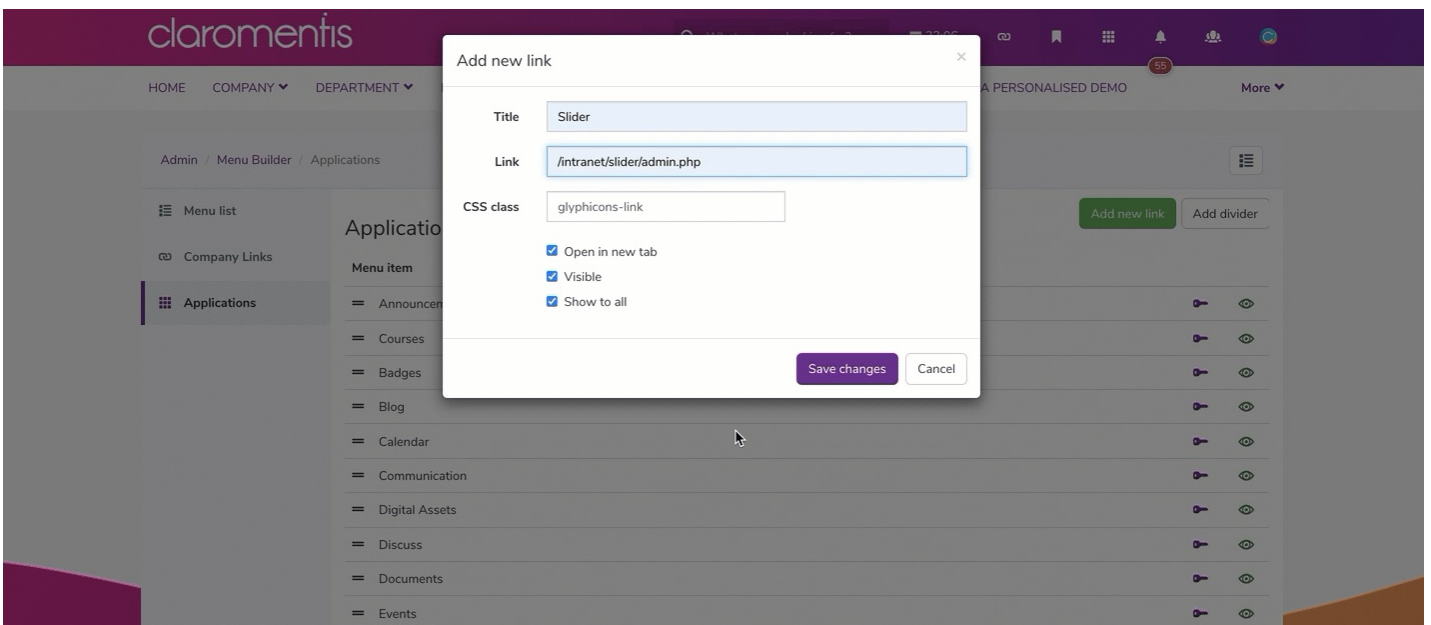 claromentis
55
HOME COMPANY DEPARTMENT A PERSONALISED DEMO More
Add new link ×
Title Slider
Link /intranet/slider/admin.php
CSS class glyphicons-link
Open in new tab
Visible
Show to all
Save changes Cancel
Admin / Menu Builder / Applications
Menu list
Company Links
Applications
Applicatio
Add new link Add divider
Menu item
Announcem
Courses
Badges
Blog
Calendar
Communication
Digital Assets
Discuss
Documents
Events